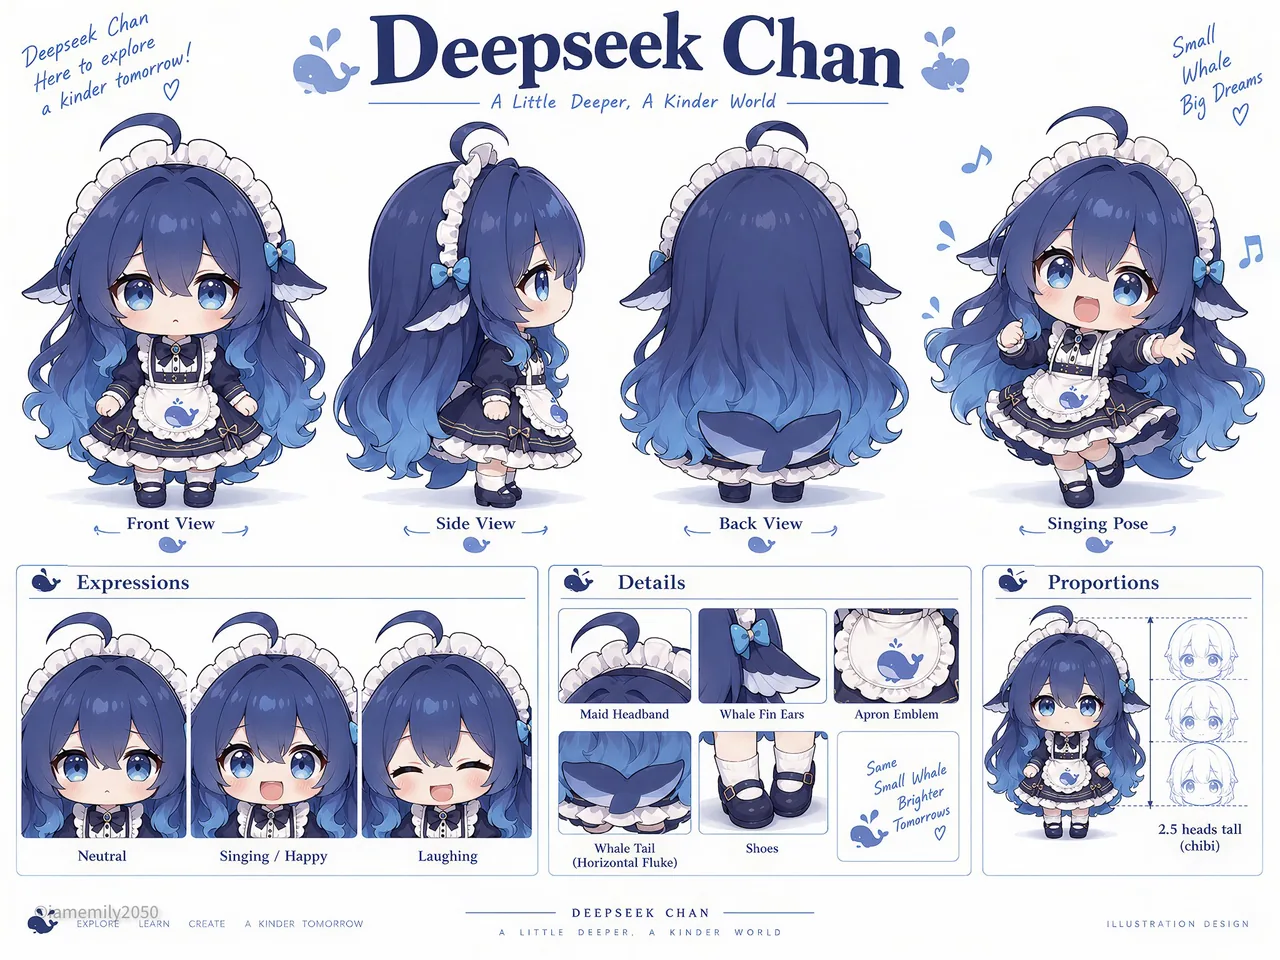 Deepseek Chan
Here to explore
a kinder tomorrow!
Deepseek Chan
A Little Deeper, A Kinder World
Small
Whale
Big Dreams
Front View
Side View
Back View
Singing Pose
Expressions
Neutral
Singing / Happy
Laughing
Details
Maid Headband
Whale Fin Ears
Apron Emblem
Whale Tail
(Horizontal Fluke)
Shoes
Same
Small Whale
Brighter
Tomorrows
Proportions
2.5 heads tall
(chibi)
@iamemily2050
EXPLORE LEARN CREATE A KINDER TOMORROW
DEEPSEEK CHAN
A LITTLE DEEPER, A KINDER WORLD
ILLUSTRATION DESIGN